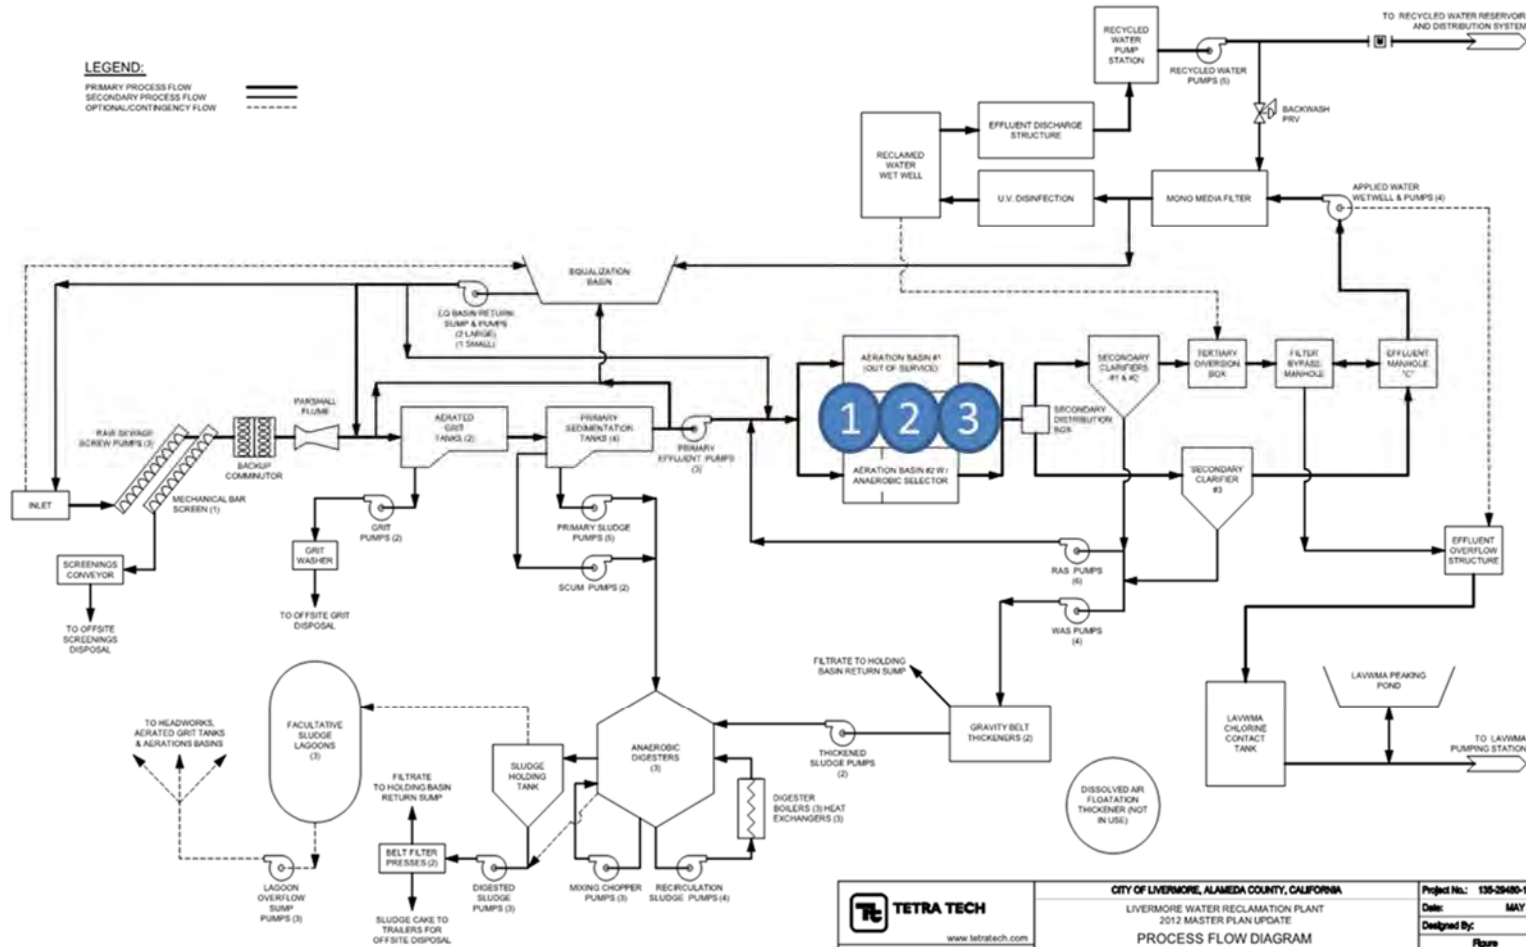 LEGEND:
PRIMARY PROCESS FLOW
SECONDARY PROCESS FLOW
OPTIONAL/CONTINGENCY FLOW
RECYCLED
WATER
PUMP
STATION
RECYCLED WATER
PUMPS (5)
M
TO RECYCLED WATER RESERVOIR
AND DISTRIBUTION SYSTEM
BACKWASH
PRV
EFFLUENT DISCHARGE
STRUCTURE
RECLAIMED
WATER
WET WELL
U.V. DISINFECTION
MONO MEDIA FILTER
APPLIED WATER
WETWELL & PUMPS (4)
EQUALIZATION
BASIN
EQ BASIN RETURN
SUMP & PUMPS
(2 LARGE)
(1 SMALL)
AERATION BASIN #1
(OUT OF SERVICE)
1 2 3
AERATION BASIN #2 W/
ANAEROBIC SELECTOR
SECONDARY
DISTRIBUTION
BOX
SECONDARY
CLARIFIERS
#1 & #2
TERTIARY
DIVERSION
BOX
FILTER
BYPASS
MANHOLE
EFFLUENT
MANHOLE
"C"
SECONDARY
CLARIFIER
#3
RAW SEWAGE
SCREW PUMPS (3)
BACKUP
COMMINUTOR
PARSHALL
FLUME
AERATED
GRIT
TANKS (2)
PRIMARY
SEDIMENTATION
TANKS (4)
PRIMARY
EFFLUENT PUMPS
(3)
INLET
MECHANICAL BAR
SCREEN (1)
SCREENINGS
CONVEYOR
TO OFFSITE
SCREENINGS
DISPOSAL
GRIT
PUMPS (2)
GRIT
WASHER
TO OFFSITE GRIT
DISPOSAL
PRIMARY SLUDGE
PUMPS (5)
SCUM PUMPS (2)
RAS PUMPS
(6)
WAS PUMPS
(4)
EFFLUENT
OVERFLOW
STRUCTURE
FILTRATE TO HOLDING
BASIN RETURN SUMP
GRAVITY BELT
THICKENERS (2)
THICKENED
SLUDGE PUMPS
(2)
LAVWMA
CHLORINE
CONTACT
TANK
LAVWMA PEAKING
POND
TO LAVWMA
PUMPING STATION
DISSOLVED AIR
FLOATATION
THICKENER (NOT
IN USE)
TO HEADWORKS,
AERATED GRIT TANKS
& AERATIONS BASINS
FACULTATIVE
SLUDGE
LAGOONS
(3)
LAGOON
OVERFLOW
SUMP
PUMPS (3)
FILTRATE
TO HOLDING BASIN
RETURN SUMP
BELT FILTER
PRESSES (2)
SLUDGE CAKE TO
TRAILERS FOR
OFFSITE DISPOSAL
SLUDGE
HOLDING
TANK
DIGESTED
SLUDGE
PUMPS (3)
ANAEROBIC
DIGESTERS
(3)
MIXING CHOPPER
PUMPS (3)
RECIRCULATION
SLUDGE PUMPS (4)
DIGESTER
BOILERS (3) HEAT
EXCHANGERS (3)
TETRA TECH
www.tetratech.com
CITY OF LIVERMORE, ALAMEDA COUNTY, CALIFORNIA
LIVERMORE WATER RECLAMATION PLANT
2012 MASTER PLAN UPDATE
PROCESS FLOW DIAGRAM
Project No.:
Date: MAY
Designed By:
Figure